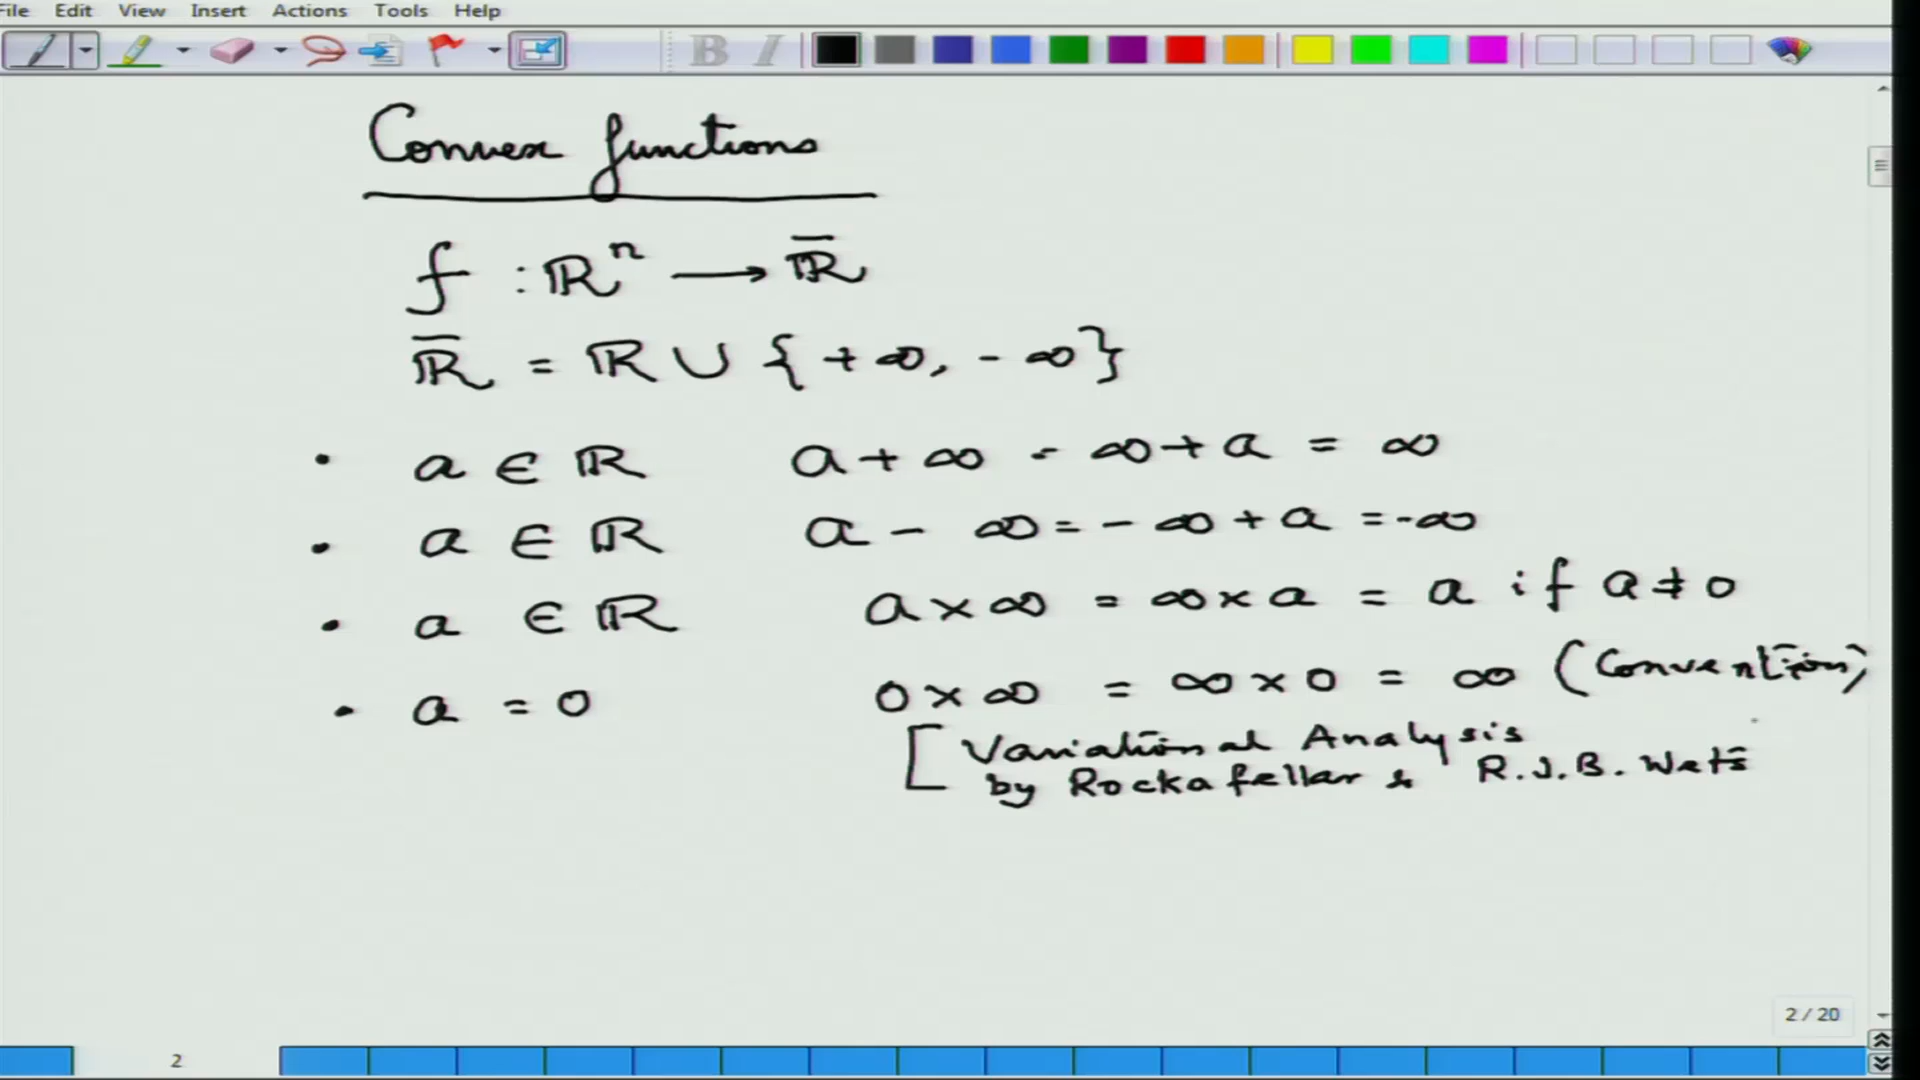 File Edit View Insert Actions Tools Help
B I
Convex functions
f : ℝⁿ ⟶ ℝ̅
ℝ̅ = ℝ ∪ { +∞, -∞}
• a ∈ ℝ a + ∞ = ∞ + a = ∞
• a ∈ ℝ a - ∞ = - ∞ + a = -∞
• a ∈ ℝ a × ∞ = ∞ × a = a if a ≠ 0
• a = 0 0 × ∞ = ∞ × 0 = ∞ (Convention)
[ Variational Analysis
by Rockafellar & R.J.B. Wets
2 / 20
2